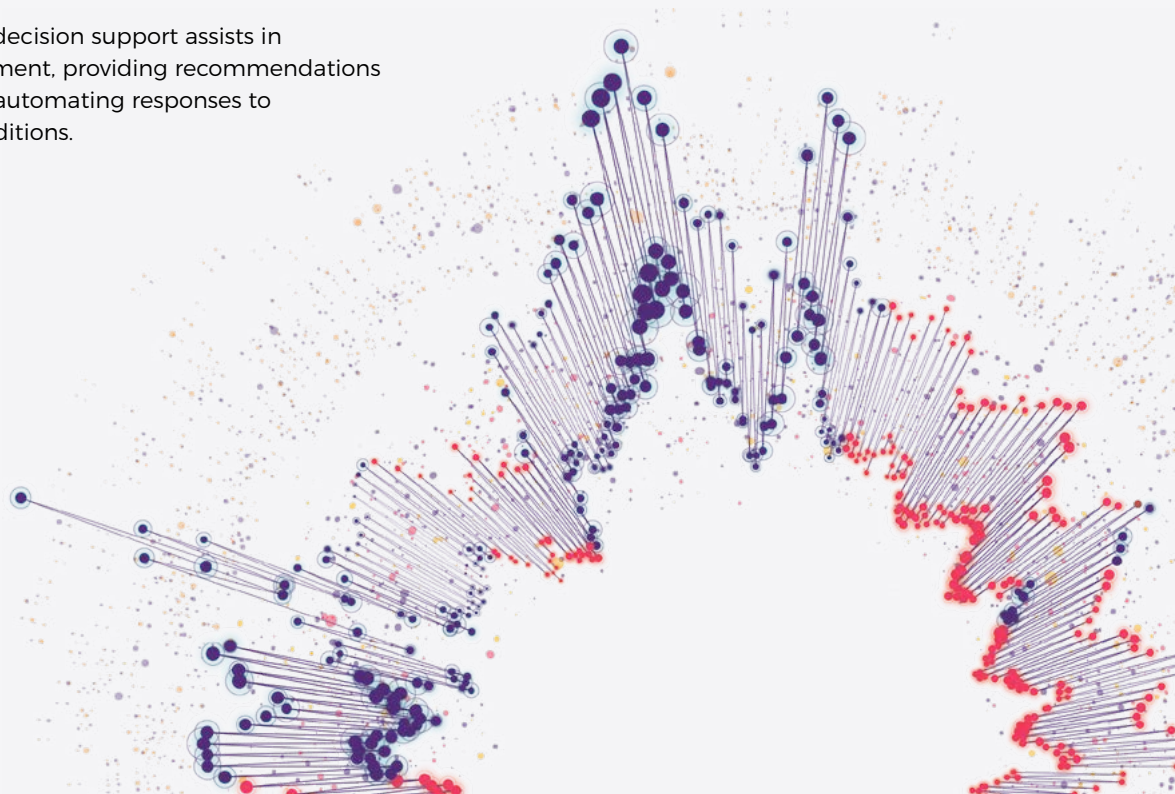 decision support assists in
ment, providing recommendations
automating responses to
ditions.